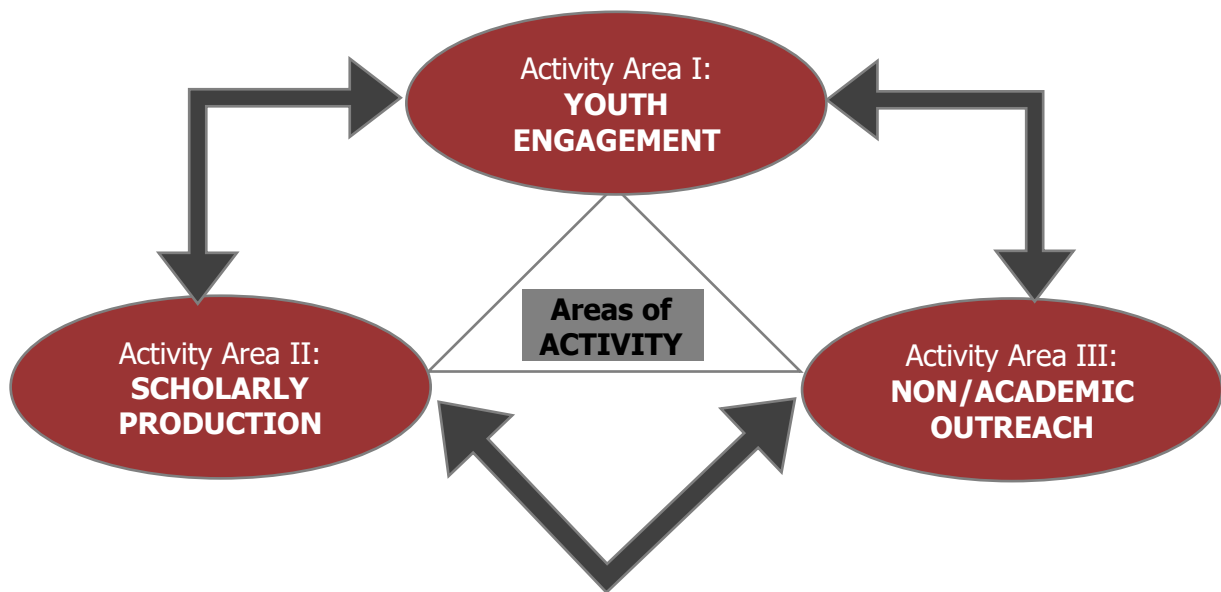 Activity Area I:
YOUTH
ENGAGEMENT
Areas of
ACTIVITY
Activity Area II:
SCHOLARLY
PRODUCTION
Activity Area III:
NON/ACADEMIC
OUTREACH